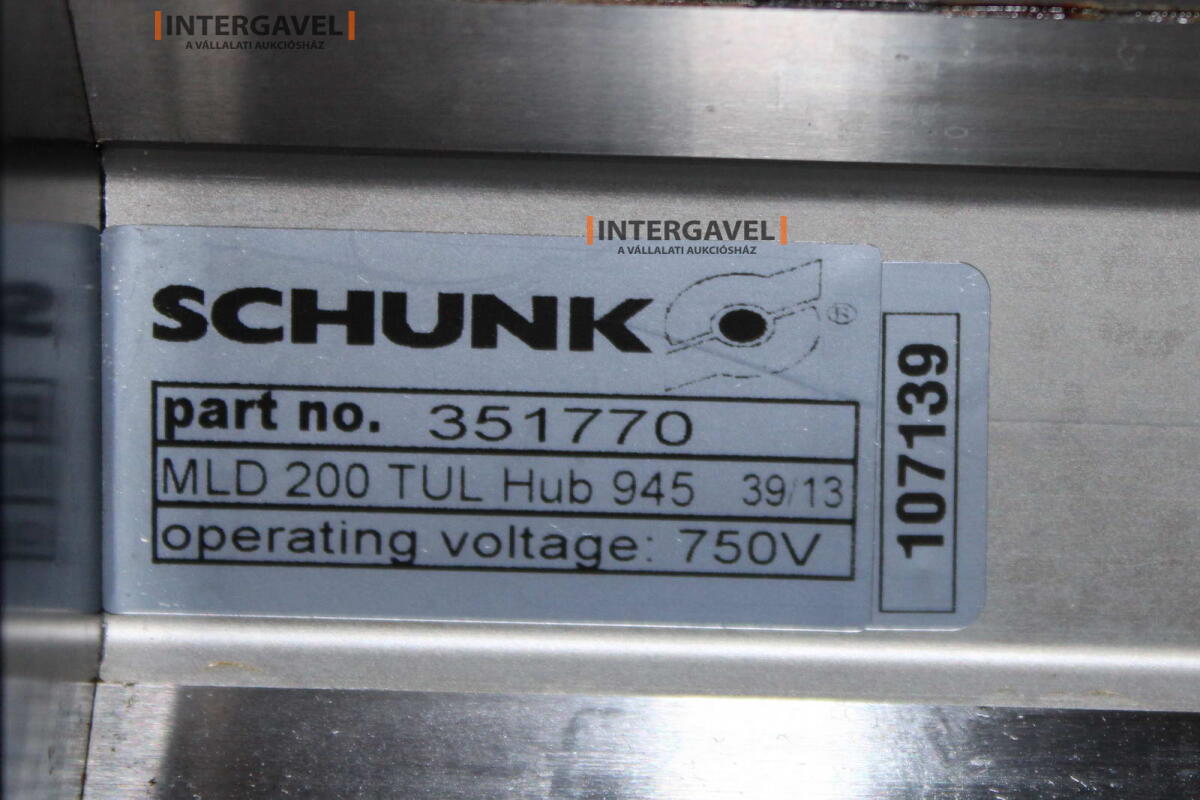 INTERGAVEL
A VÁLLALATI AUKCIÓSHÁZ
INTERGAVEL
A VÁLLALATI AUKCIÓSHÁZ
SCHUNK ®
part no. 351770
MLD 200 TUL Hub 945 39/13
operating voltage: 750V
107139